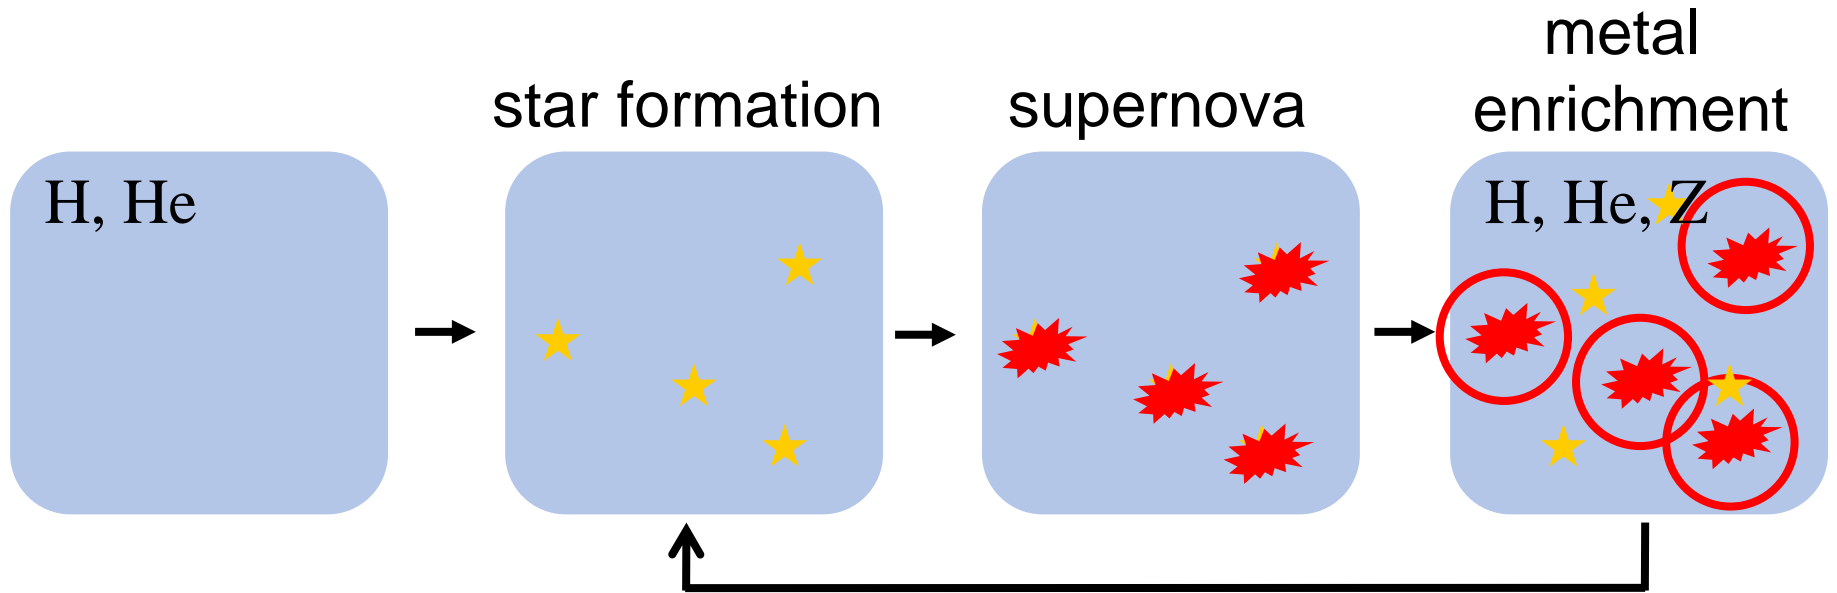 H, He
star formation
supernova
metal
enrichment
H, He, Z